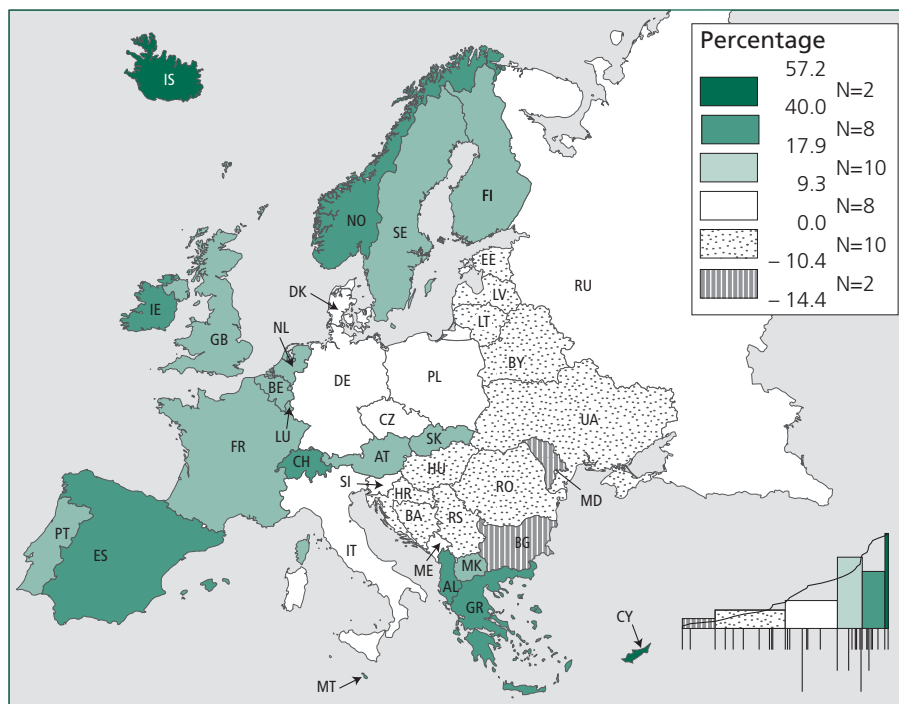 Percentage
57.2
N=2
40.0
N=8
17.9
N=10
9.3
N=8
0.0
N=10
– 10.4
N=2
– 14.4
IS
NO
SE
FI
RU
EE
LV
LT
DK
IE
GB
NL
BE
LU
DE
PL
BY
UA
CZ
SK
FR
CH
AT
HU
RO
MD
SI
HR
BA
RS
BG
IT
ME
MK
AL
GR
PT
ES
MT
CY